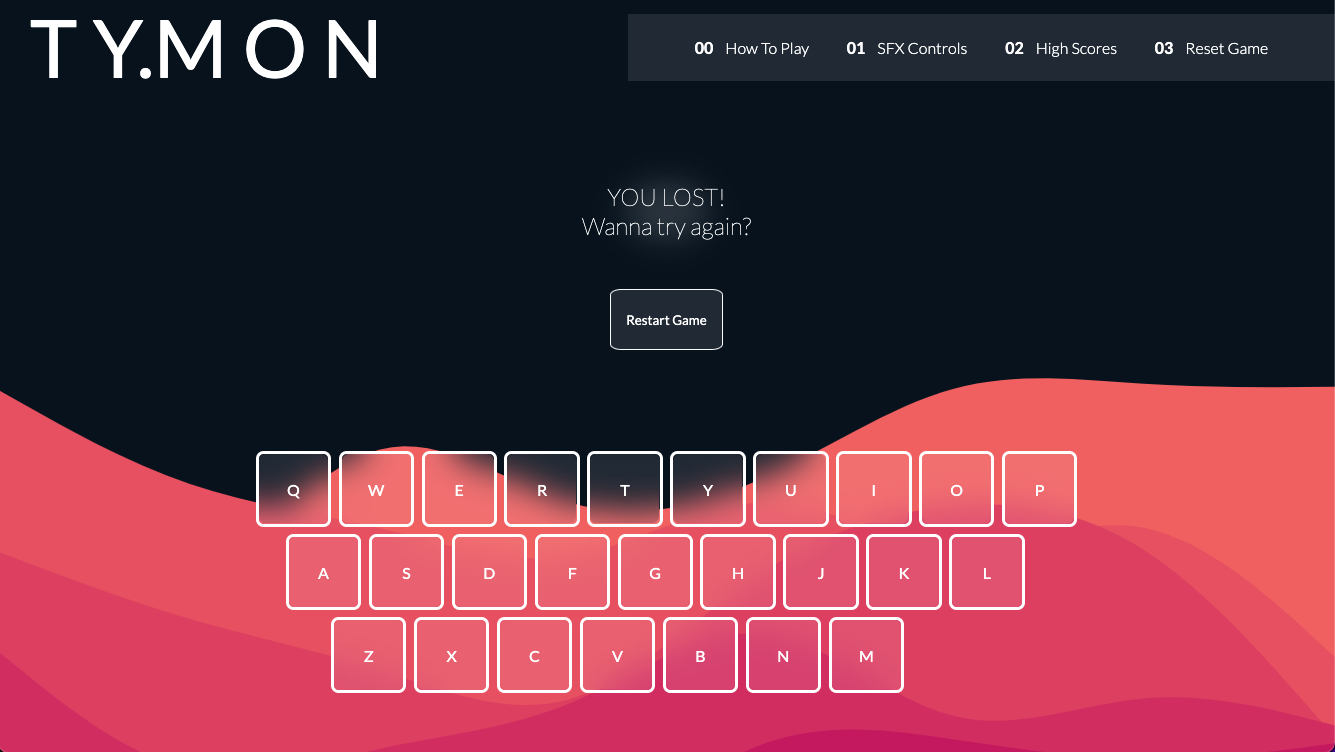 TY.MON
00 How To Play 01 SFX Controls 02 High Scores 03 Reset Game
YOU LOST!
Wanna try again?
Restart Game
Q W E R T Y U I O P
A S D F G H J K L
Z X C V B N M